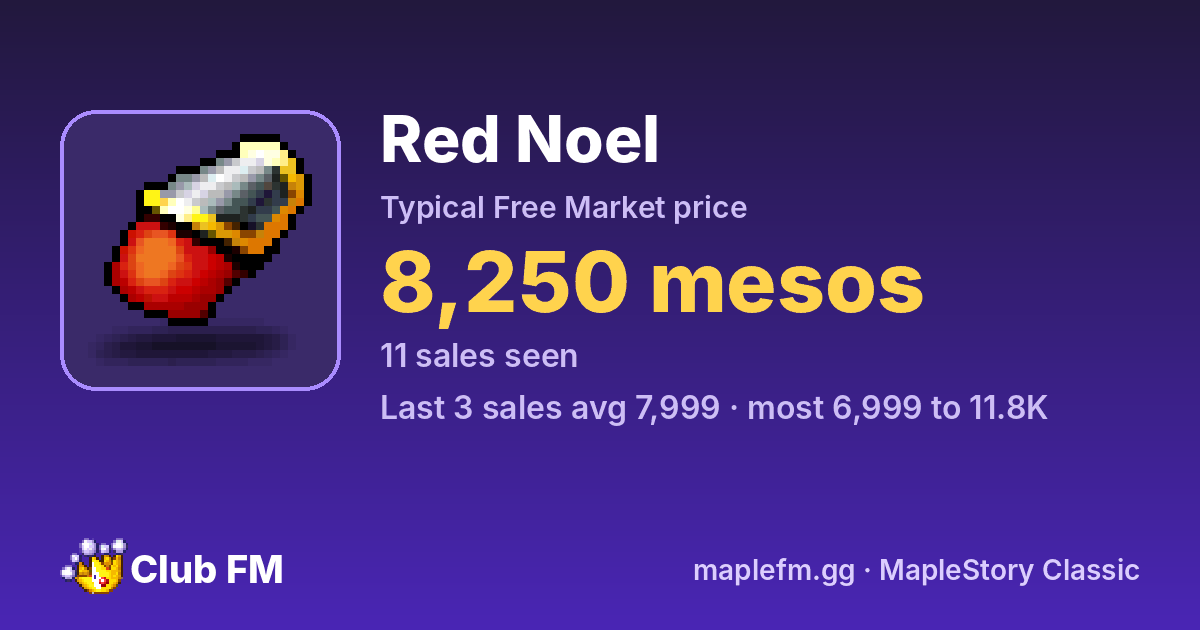 Red Noel
Typical Free Market price
8,250 mesos
11 sales seen
Last 3 sales avg 7,999 · most 6,999 to 11.8K
Club FM
maplefm.gg · MapleStory Classic